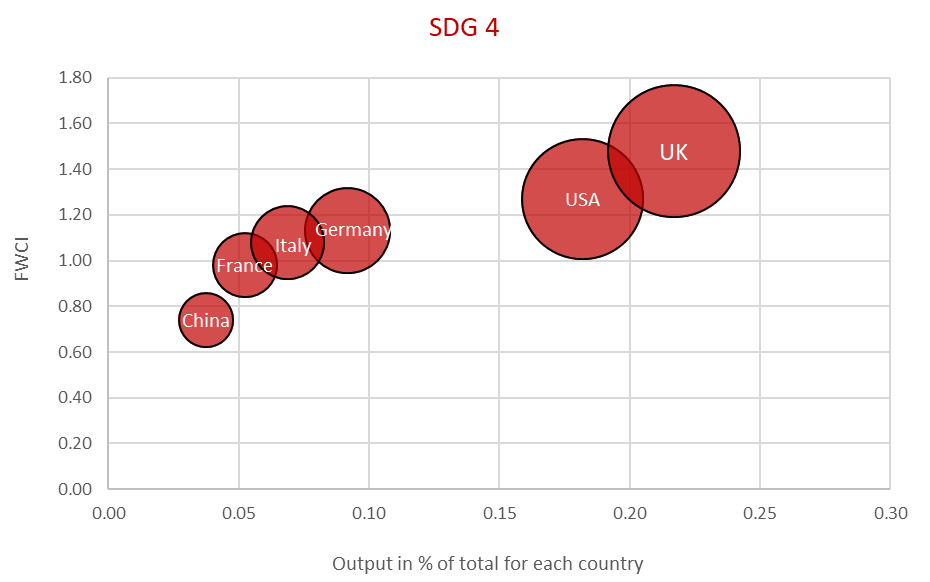 SDG 4
1.80
1.60
1.40
1.20
1.00
0.80
0.60
0.40
0.20
0.00
FWCI
UK
USA
Germany
Italy
France
China
0.00 0.05 0.10 0.15 0.20 0.25 0.30
Output in % of total for each country